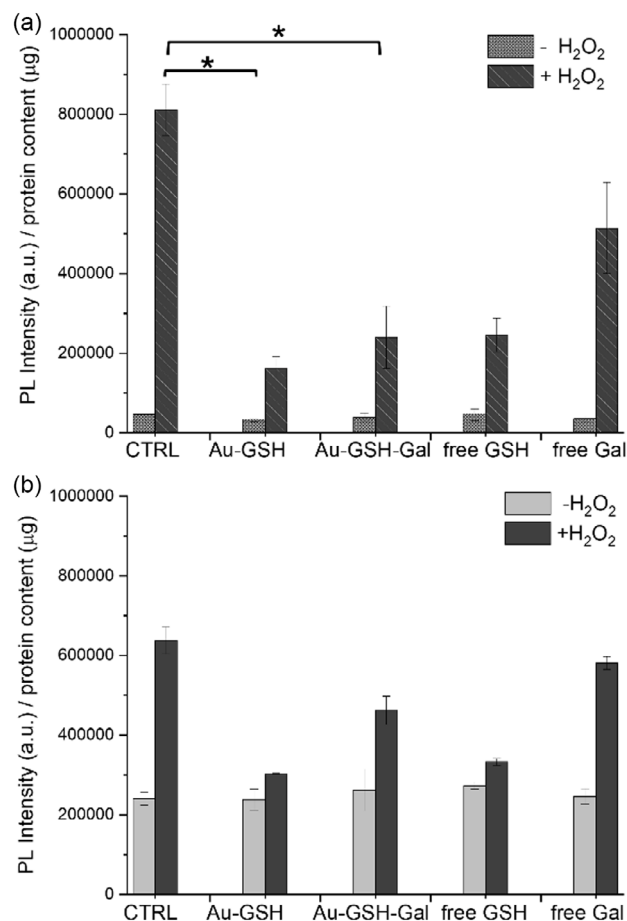 (a)
1000000
800000
600000
400000
200000
0
PL Intensity (a.u.) / protein content (µg)
*
*
- H₂O₂
+ H₂O₂
CTRL Au-GSH Au-GSH-Gal free GSH free Gal
(b)
1000000
800000
600000
400000
200000
0
PL Intensity (a.u.) / protein content (µg)
-H₂O₂
+H₂O₂
CTRL Au-GSH Au-GSH-Gal free GSH free Gal